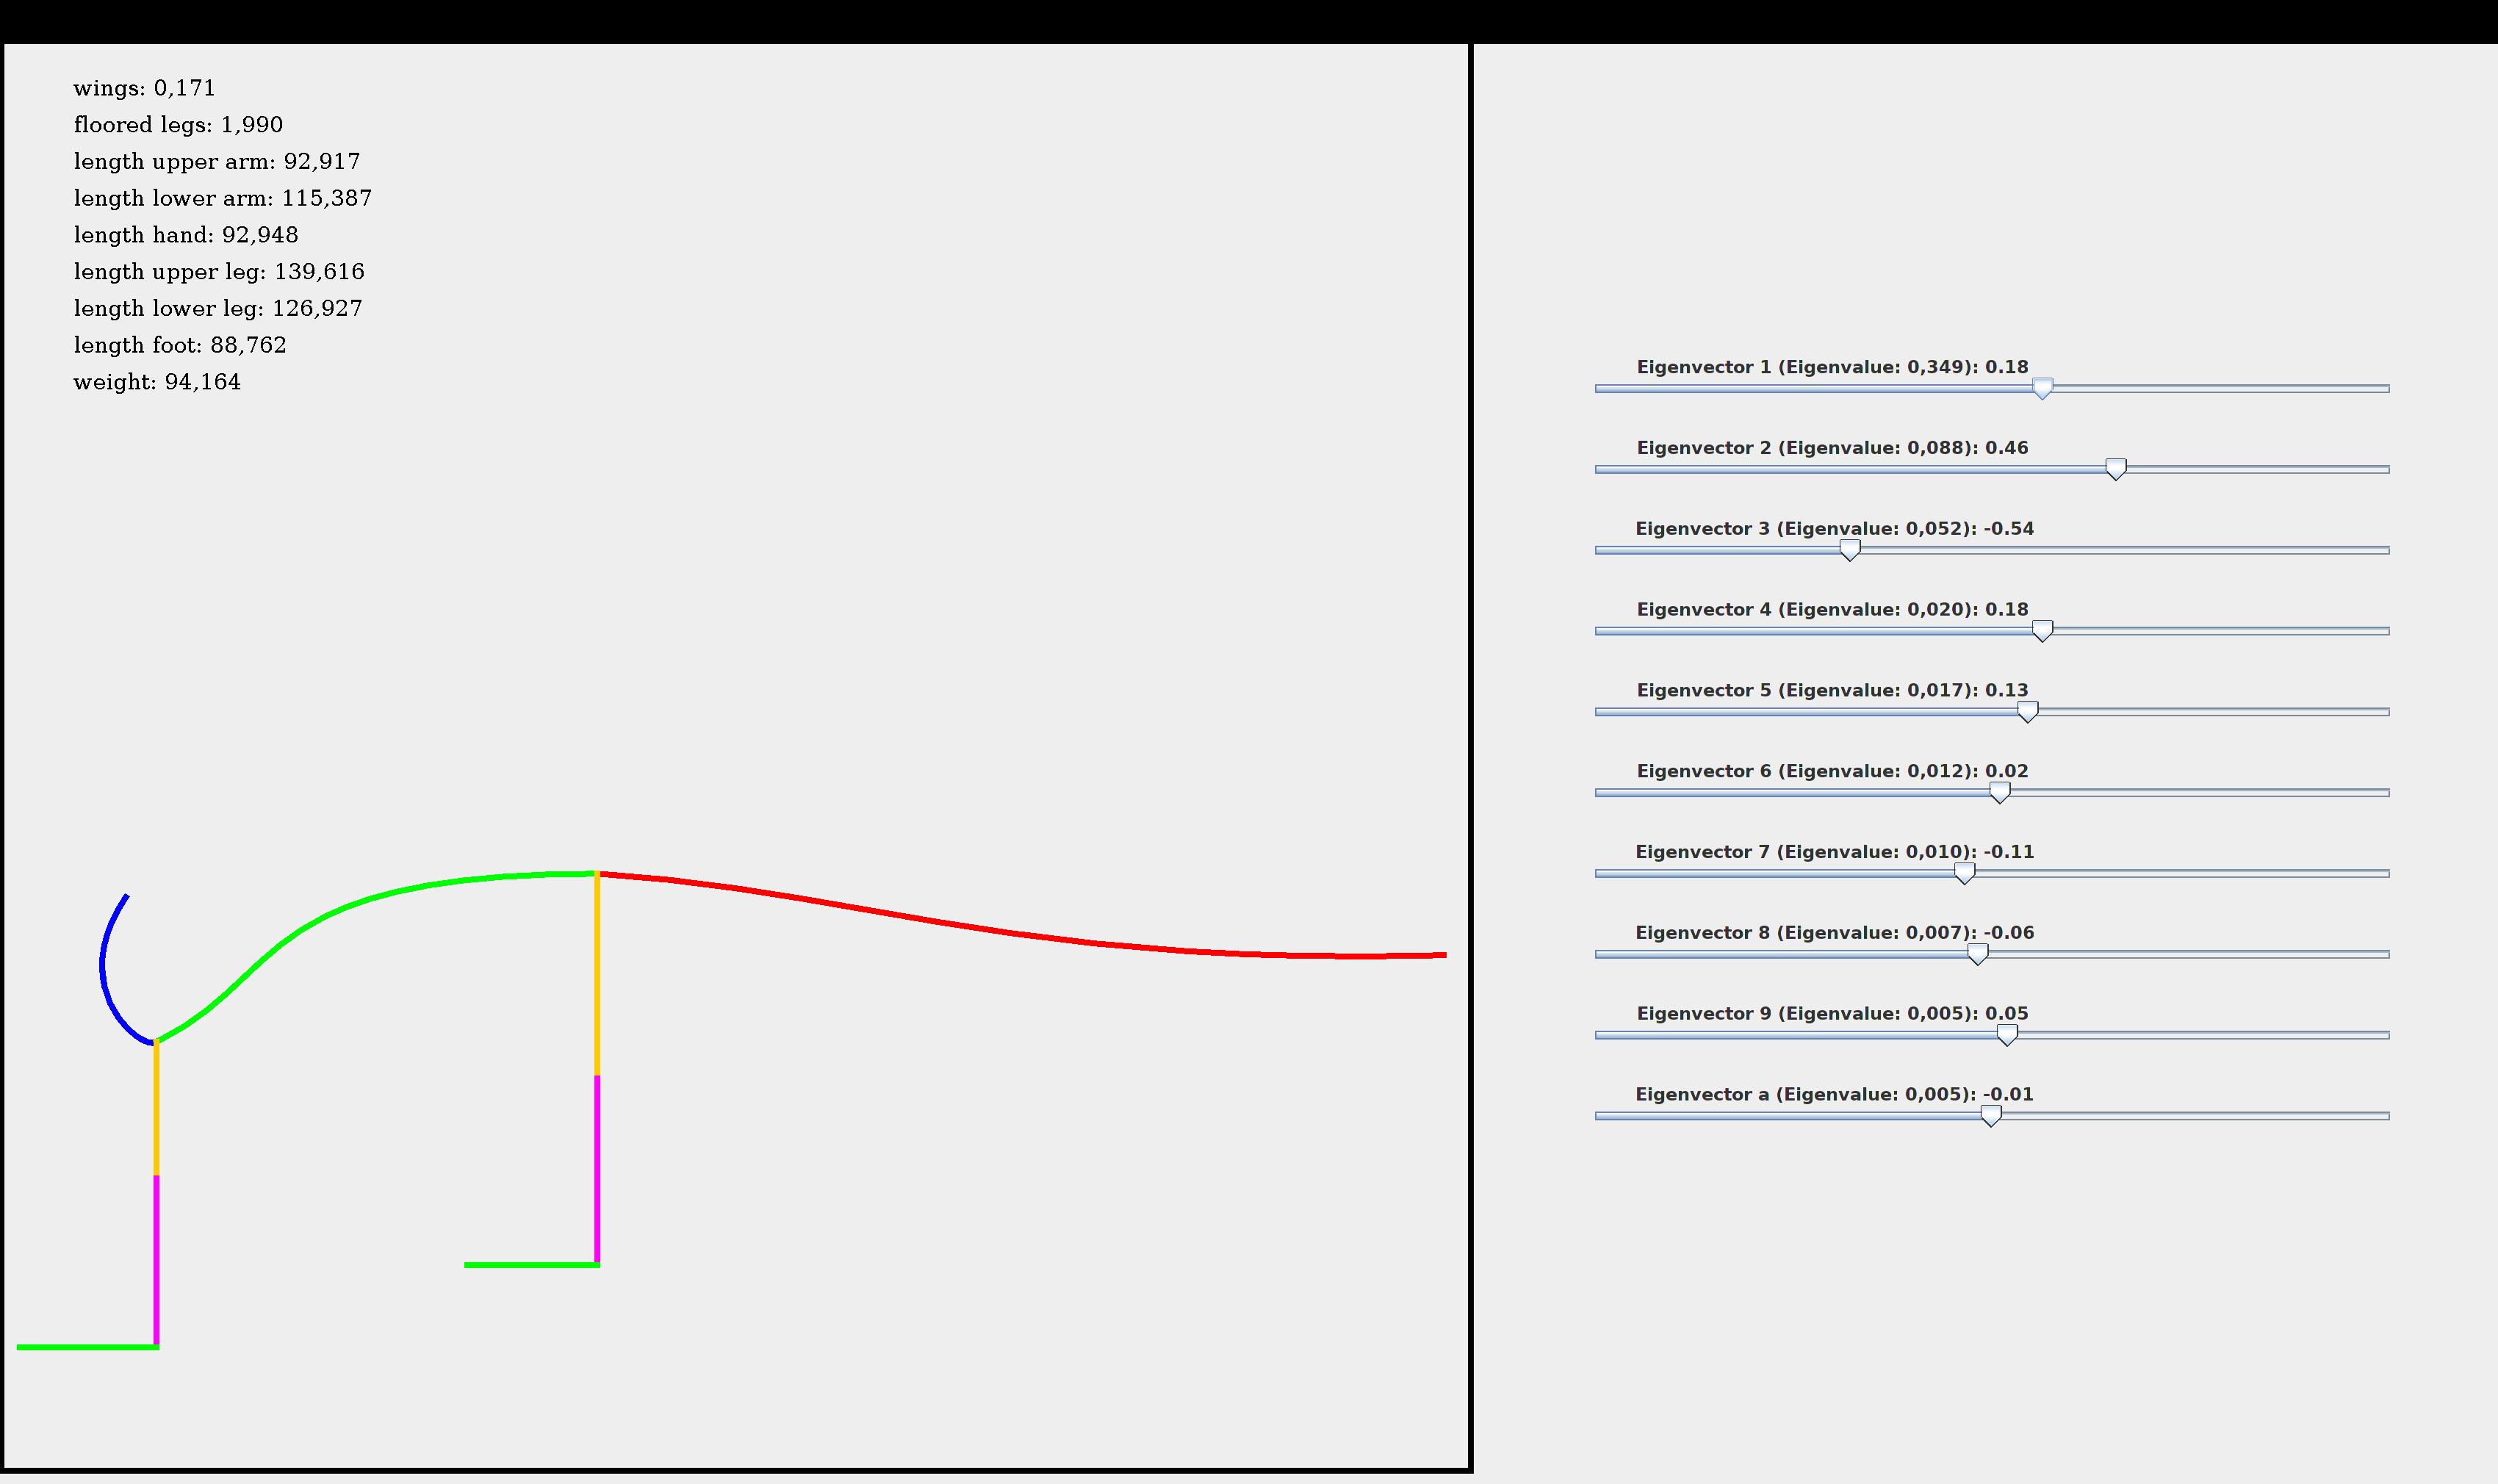 wings: 0,171
floored legs: 1,990
length upper arm: 92,917
length lower arm: 115,387
length hand: 92,948
length upper leg: 139,616
length lower leg: 126,927
length foot: 88,762
weight: 94,164
Eigenvector 1 (Eigenvalue: 0,349): 0.18
Eigenvector 2 (Eigenvalue: 0,088): 0.46
Eigenvector 3 (Eigenvalue: 0,052): -0.54
Eigenvector 4 (Eigenvalue: 0,020): 0.18
Eigenvector 5 (Eigenvalue: 0,017): 0.13
Eigenvector 6 (Eigenvalue: 0,012): 0.02
Eigenvector 7 (Eigenvalue: 0,010): -0.11
Eigenvector 8 (Eigenvalue: 0,007): -0.06
Eigenvector 9 (Eigenvalue: 0,005): 0.05
Eigenvector a (Eigenvalue: 0,005): -0.01